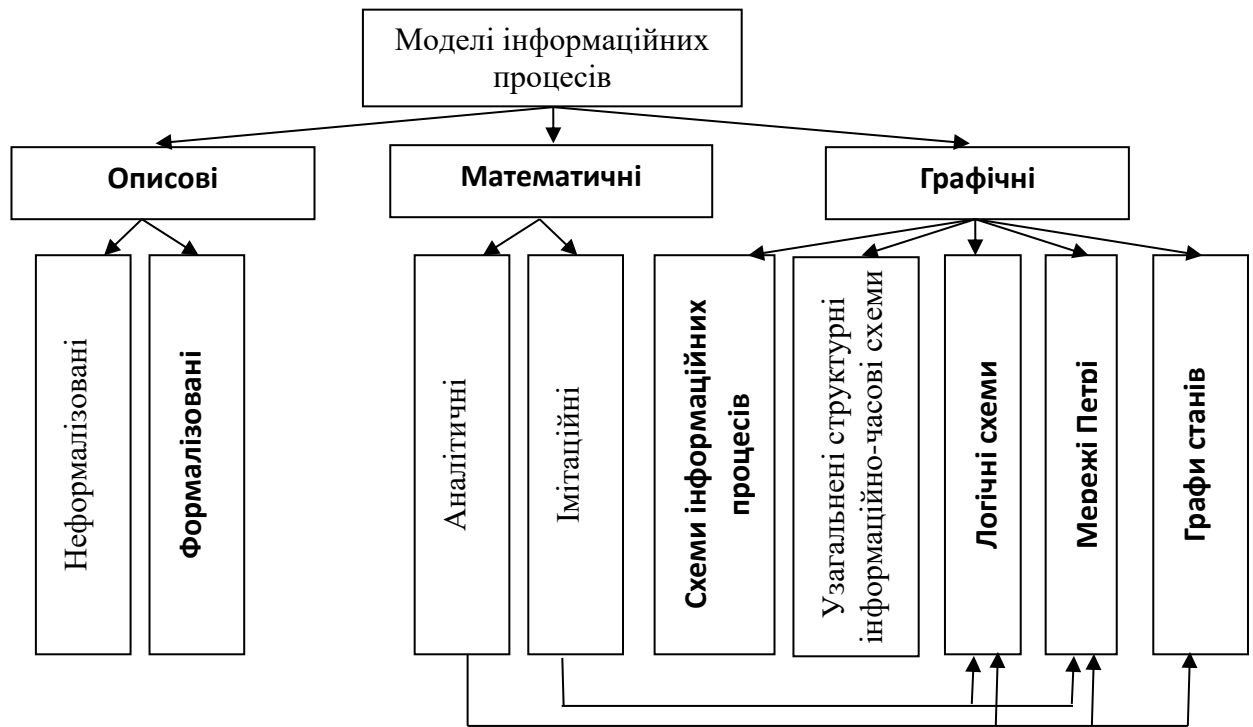 Моделі інформаційних
процесів
Описові
Математичні
Графічні
Неформалізовані
Формалізовані
Аналітичні
Імітаційні
Схеми інформаційних
процесів
Узагальнені структурні
інформаційно-часові схеми
Логічні схеми
Мережі Петрі
Графи станів